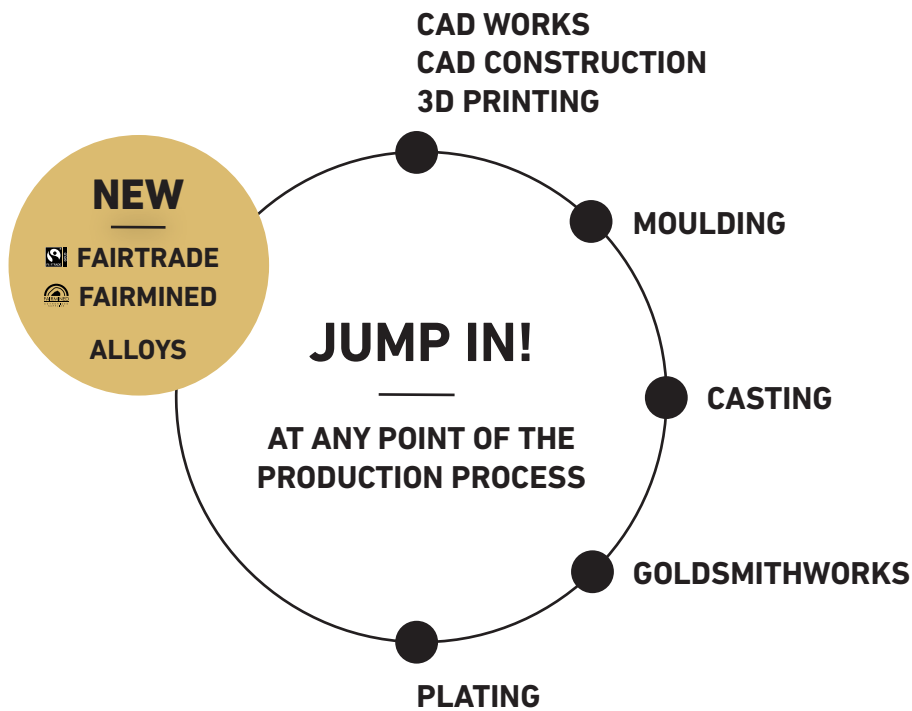 CAD WORKS
CAD CONSTRUCTION
3D PRINTING
NEW
FAIRTRADE
FAIRMINED
ALLOYS
MOULDING
JUMP IN!
AT ANY POINT OF THE
PRODUCTION PROCESS
CASTING
GOLDSMITHWORKS
PLATING